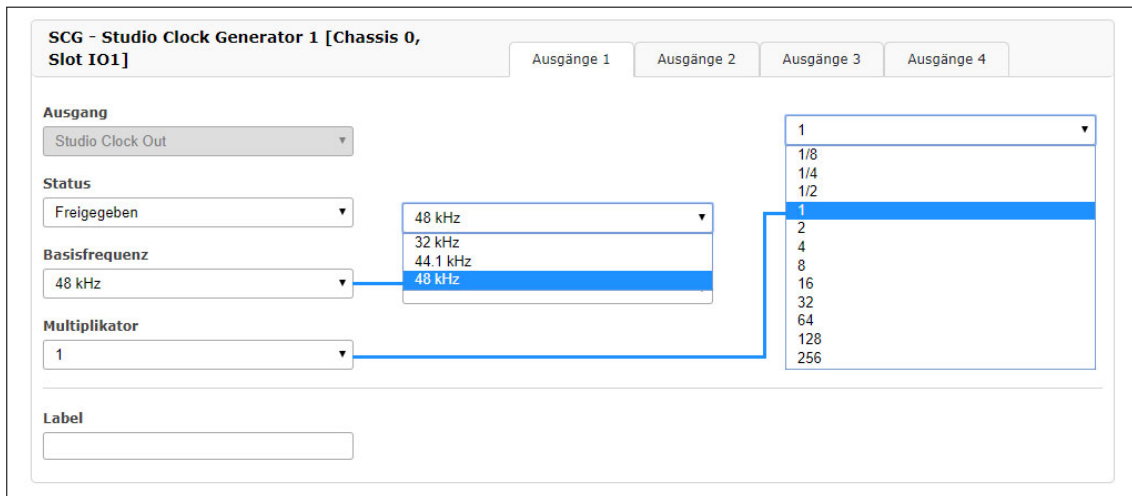 SCG - Studio Clock Generator 1 [Chassis 0,
Slot IO1]
Ausgänge 1
Ausgänge 2
Ausgänge 3
Ausgänge 4
Ausgang
Studio Clock Out
Status
Freigegeben
Basisfrequenz
48 kHz
Multiplikator
1
Label
48 kHz
32 kHz
44.1 kHz
48 kHz
1
1/8
1/4
1/2
1
2
4
8
16
32
64
128
256